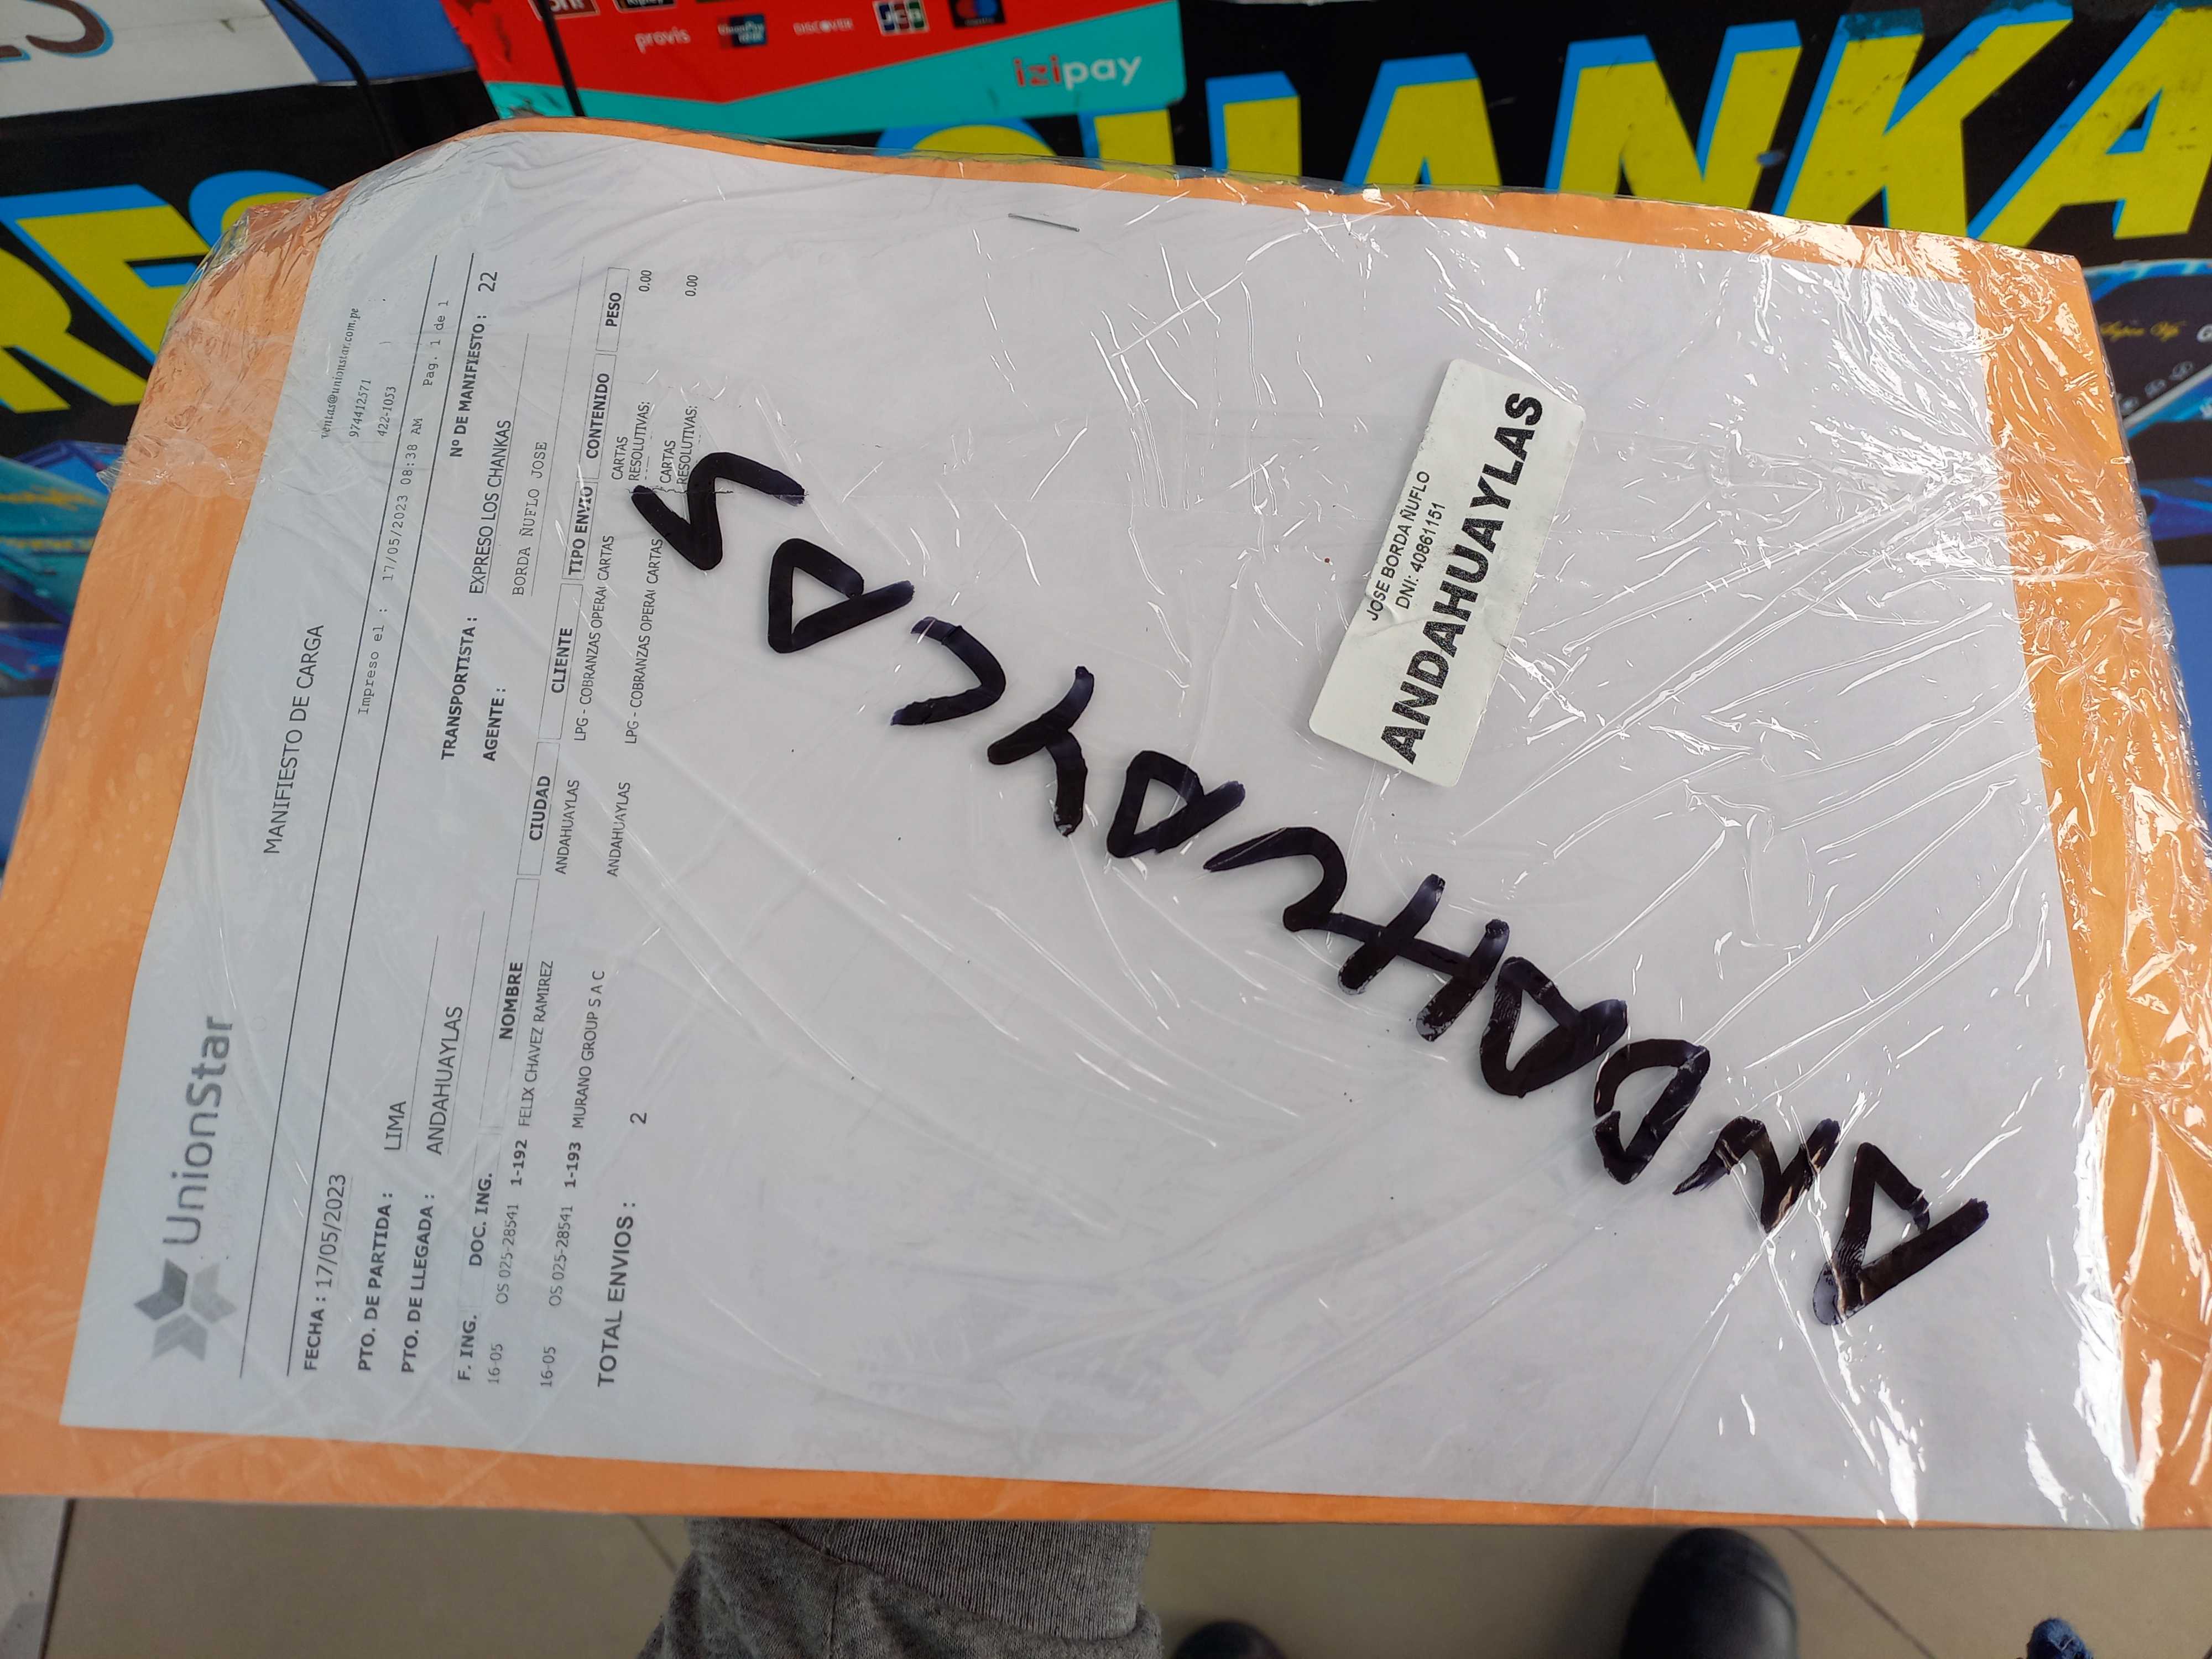 UnionStar
ventas@unionstar.com.pe
974412571
422-1053
MANIFIESTO DE CARGA
Impreso el : 17/05/2023 08:38 AM Pag. 1 de 1
FECHA : 17/05/2023
Nº DE MANIFIESTO : 22
PTO. DE PARTIDA : LIMA
TRANSPORTISTA : EXPRESO LOS CHANKAS
PTO. DE LLEGADA : ANDAHUAYLAS
AGENTE : BORDA ÑUFLO JOSE
F. ING. DOC. ING. NOMBRE CIUDAD CLIENTE TIPO ENVIO CONTENIDO PESO
16-05 OS 025-28541 1-192 FELIX CHAVEZ RAMIREZ ANDAHUAYLAS LPG - COBRANZAS OPERA( CARTAS CARTAS 0.00
RESOLUTIVAS:
16-05 OS 025-28541 1-193 MURANO GROUP S A C ANDAHUAYLAS LPG - COBRANZAS OPERA( CARTAS CARTAS 0.00
RESOLUTIVAS:
TOTAL ENVIOS : 2
ANDAHUAYLAS
JOSE BORDA ÑUFLO
DNI: 40861151
ANDAHUAYLAS
DISCOVER
JCB
izipay
CHANKA